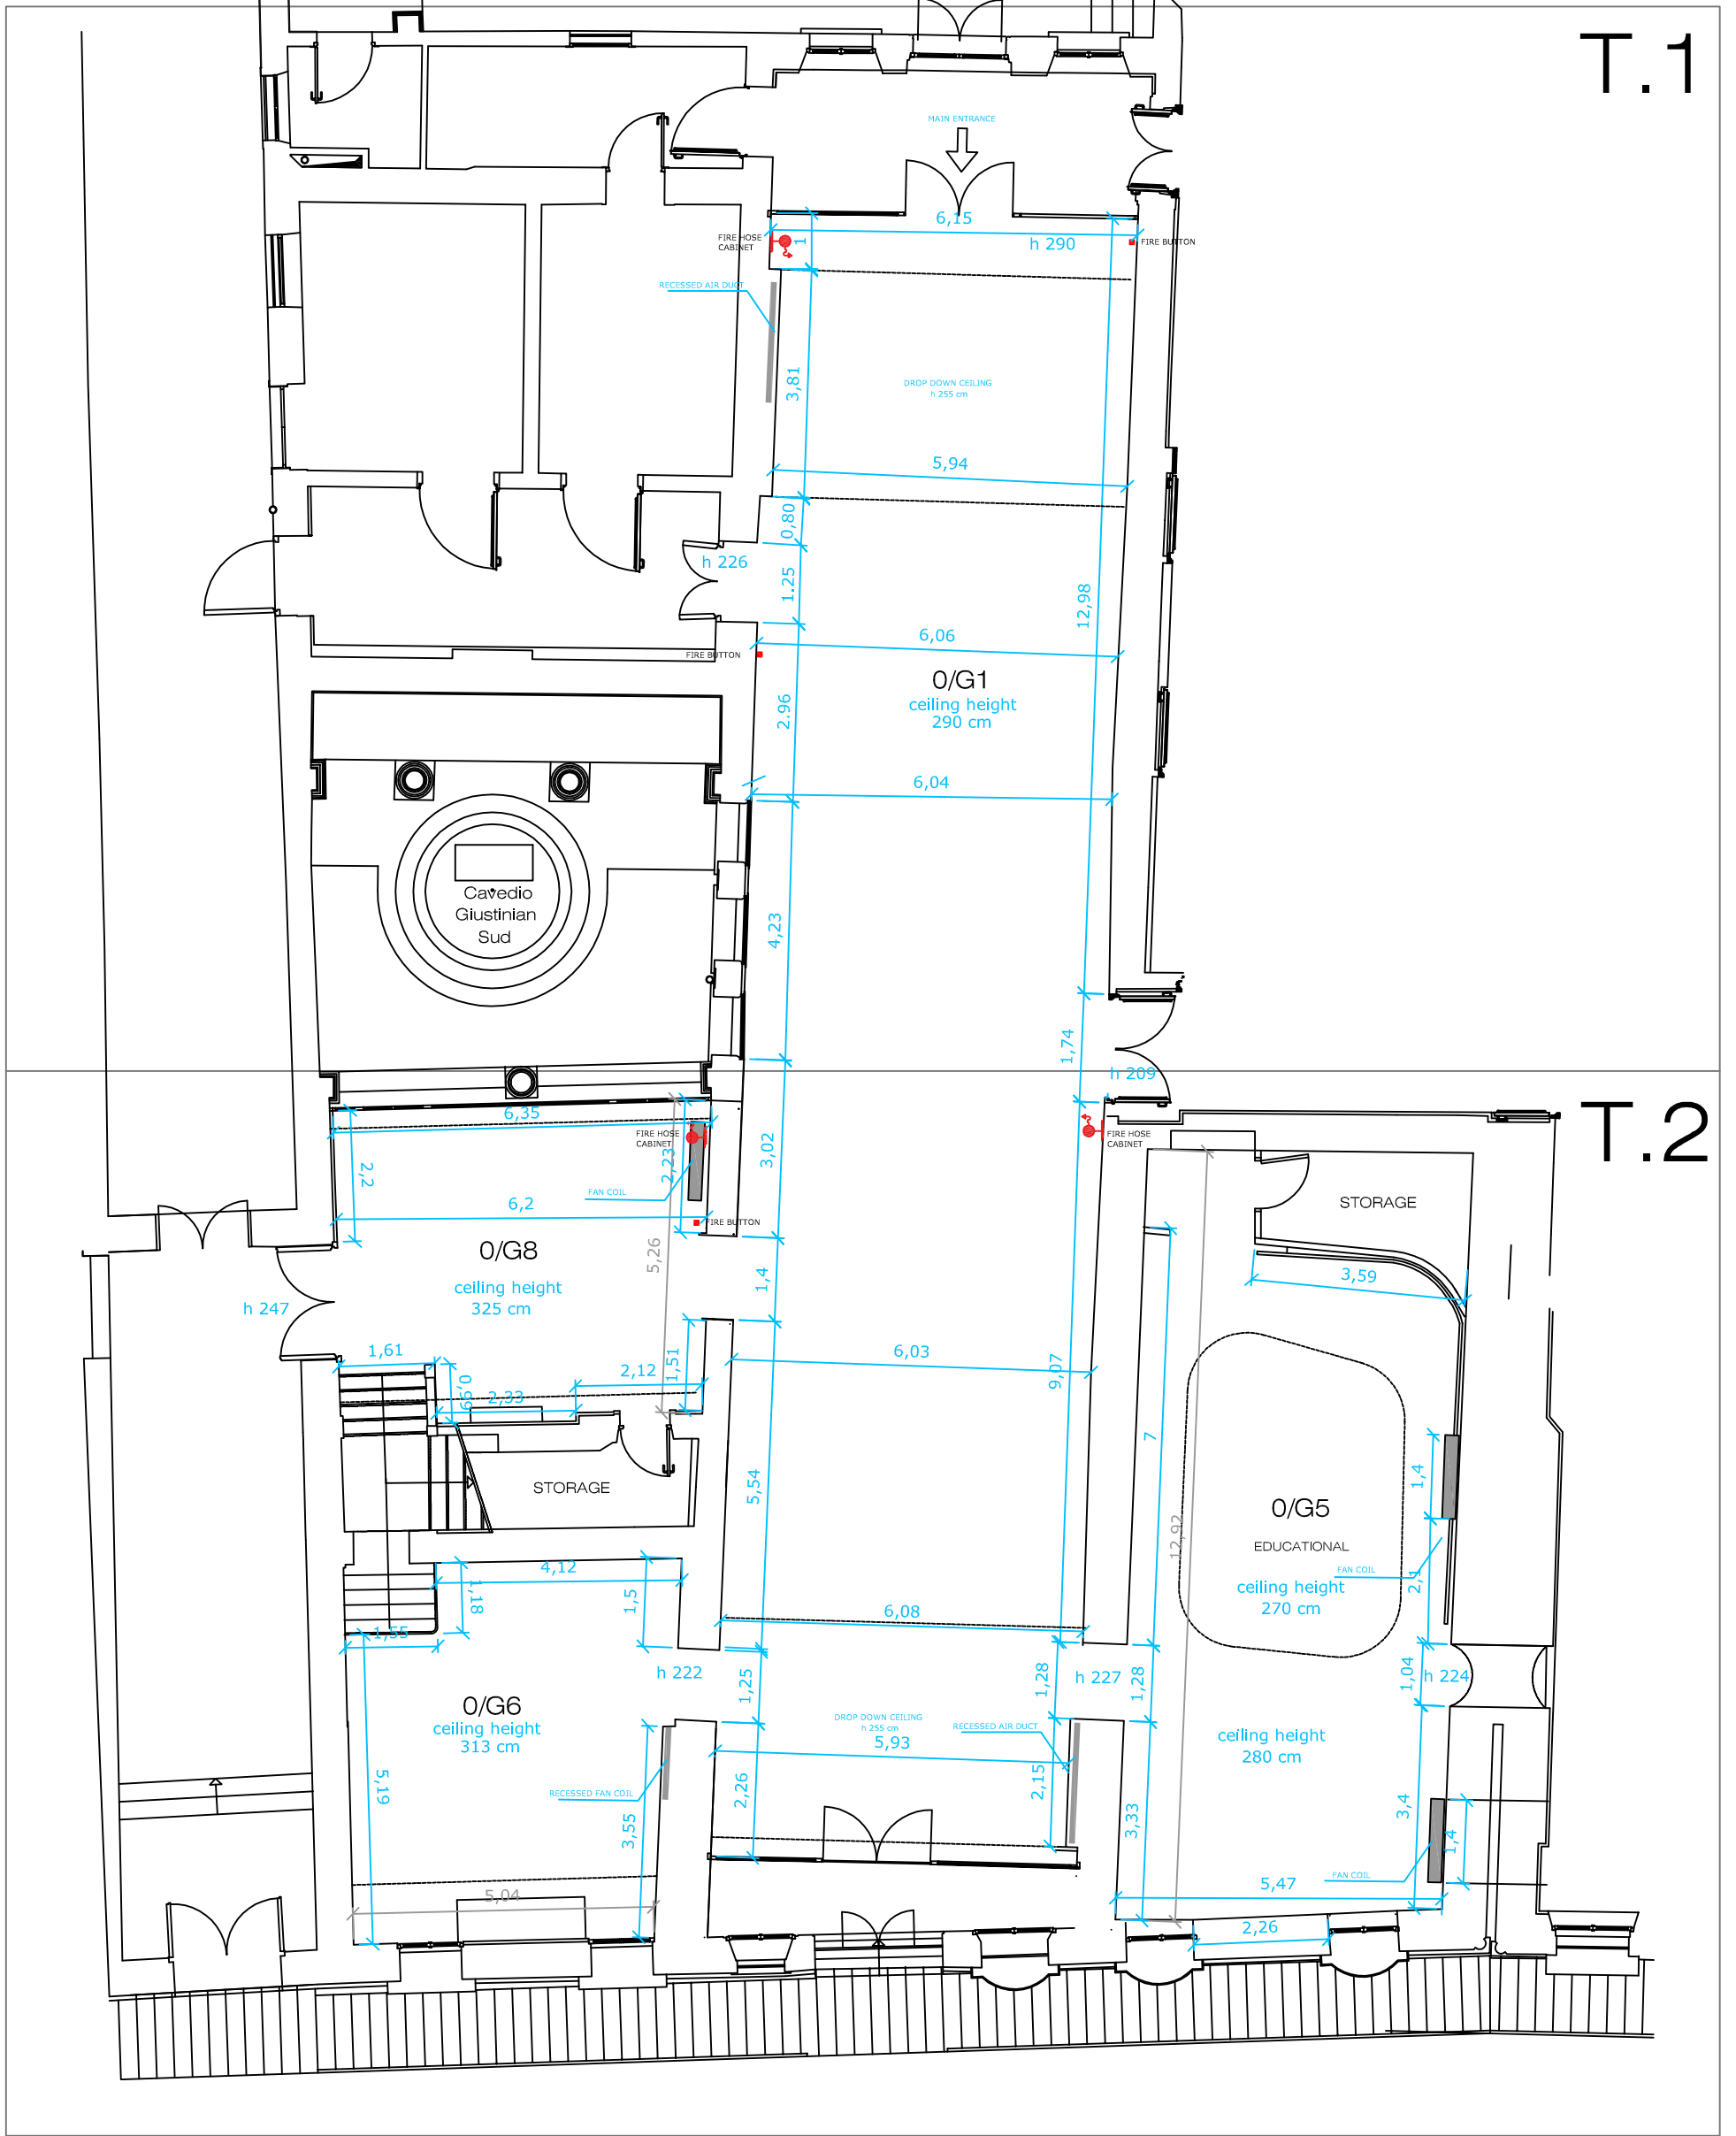 T.1
MAIN ENTRANCE
6,15
FIRE HOSE
CABINET
1
h 290
FIRE BUTTON
RECESSED AIR DUCT
3,81
DROP DOWN CEILING
h 255 cm
5,94
0,80
h 226
1.25
12,98
6,06
FIRE BUTTON
0/G1
ceiling height
290 cm
2.96
6,04
Cavedio
Giustinian
Sud
4,23
1,74
h 209
T.2
6,35
FIRE HOSE
CABINET
FIRE HOSE
CABINET
2,2
2,23
3,02
FAN COIL
6,2
FIRE BUTTON
STORAGE
0/G8
5,26
ceiling height
325 cm
h 247
1,4
3,59
1,61
0,99
2,33
2,12
1,51
6,03
9,07
7
1,4
STORAGE
5,54
0/G5
EDUCATIONAL
12,92
FAN COIL
2,1
ceiling height
270 cm
4,12
1,18
1,5
1,55
6,08
h 222
1,25
1,28
h 227
1,28
1,04
h 224
0/G6
ceiling height
313 cm
DROP DOWN CEILING
h 255 cm
5,93
RECESSED AIR DUCT
ceiling height
280 cm
5,19
RECESSED FAN COIL
3,55
2,26
2,15
3,33
3,4
1,4
FAN COIL
5,04
5,47
2,26